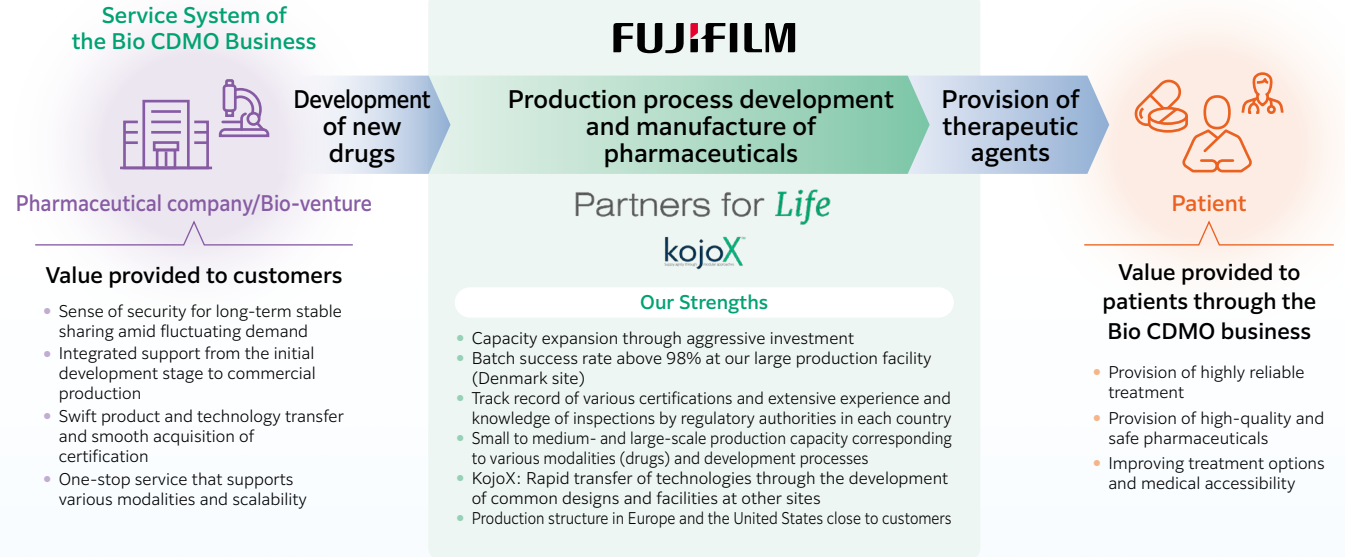 Service System of
the Bio CDMO Business
Pharmaceutical company/Bio-venture
Value provided to customers
• Sense of security for long-term stable
sharing amid fluctuating demand
• Integrated support from the initial
development stage to commercial
production
• Swift product and technology transfer
and smooth acquisition of
certification
• One-stop service that supports
various modalities and scalability
Development
of new
drugs
FUJIFILM
Production process development
and manufacture of
pharmaceuticals
Partners for Life
kojoX
Our Strengths
• Capacity expansion through aggressive investment
• Batch success rate above 98% at our large production facility
(Denmark site)
• Track record of various certifications and extensive experience and
knowledge of inspections by regulatory authorities in each country
• Small to medium- and large-scale production capacity corresponding
to various modalities (drugs) and development processes
• KojoX: Rapid transfer of technologies through the development
of common designs and facilities at other sites
• Production structure in Europe and the United States close to customers
Provision of
therapeutic
agents
Patient
Value provided to
patients through the
Bio CDMO business
• Provision of highly reliable
treatment
• Provision of high-quality and
safe pharmaceuticals
• Improving treatment options
and medical accessibility